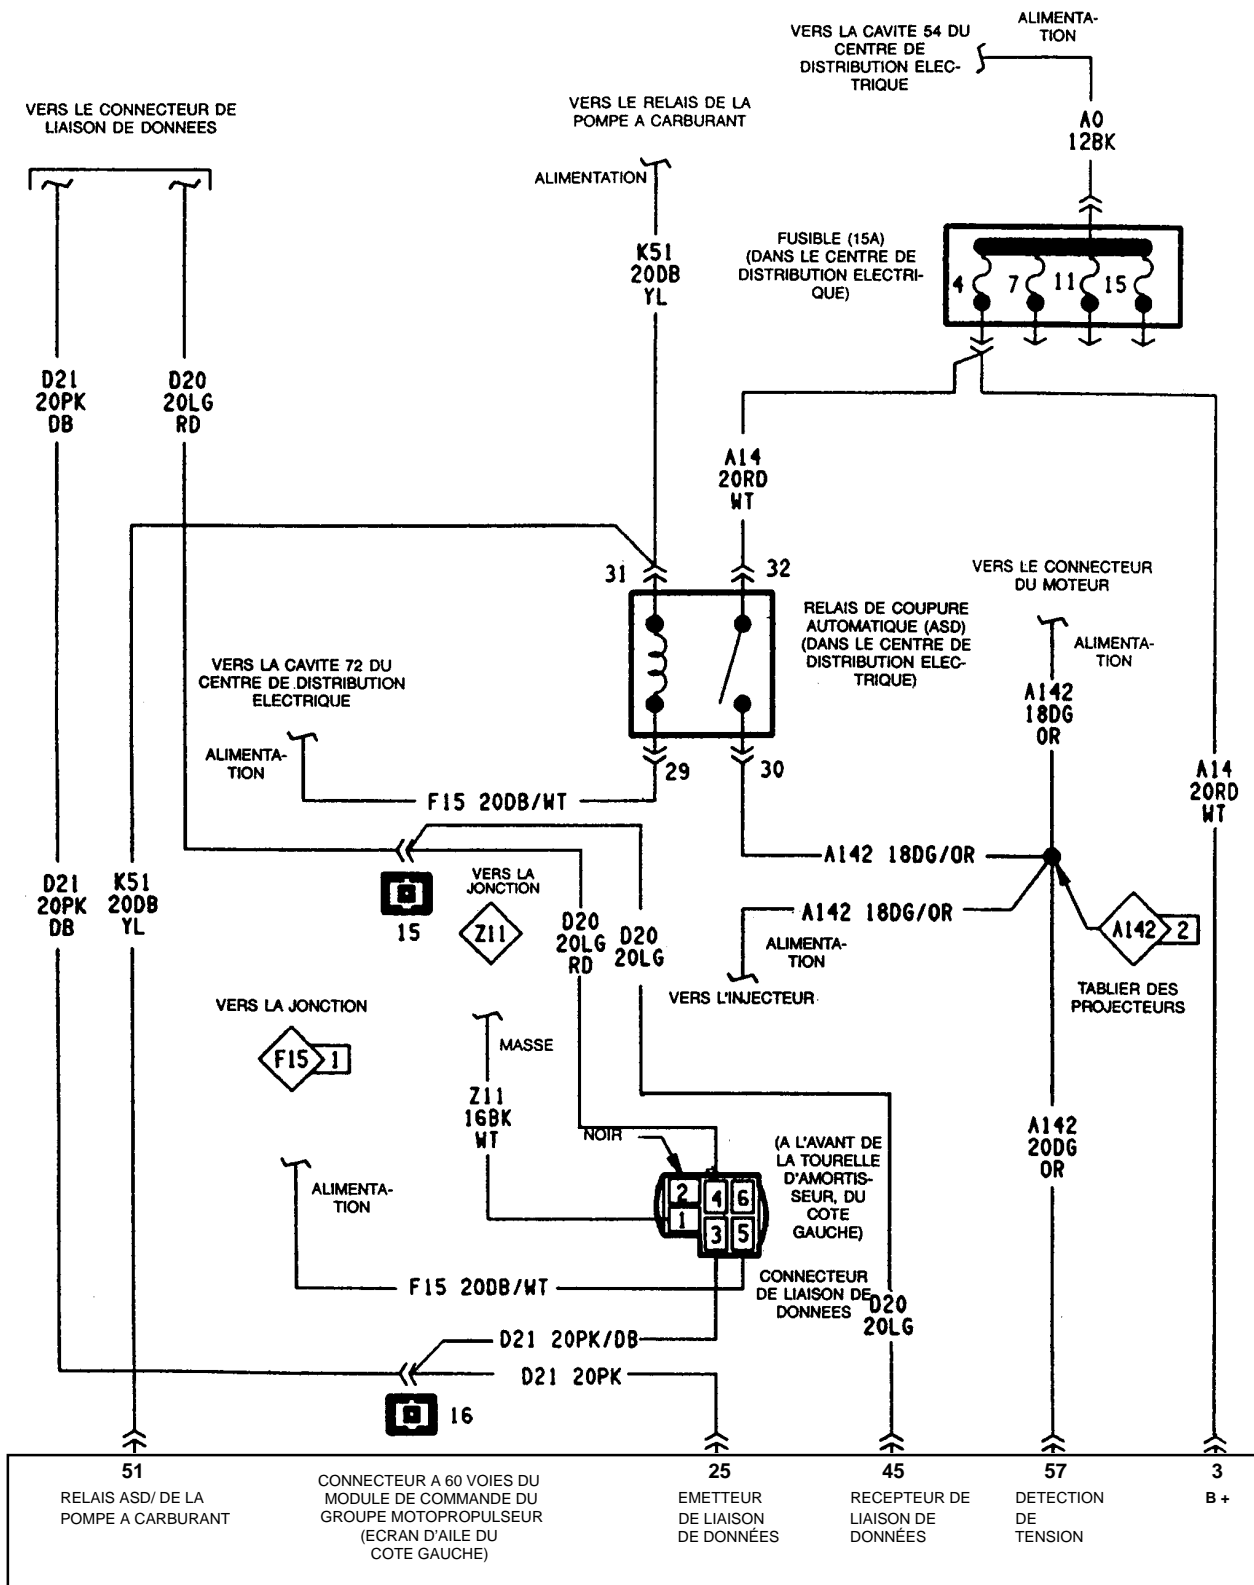 ALIMENTA-
TION
VERS LA CAVITE 54 DU
CENTRE DE
DISTRIBUTION ELEC-
TRIQUE
A0
12BK
VERS LE CONNECTEUR DE
LIAISON DE DONNEES
VERS LE RELAIS DE LA
POMPE A CARBURANT
ALIMENTATION
K51
20DB
YL
FUSIBLE (15A)
(DANS LE CENTRE DE
DISTRIBUTION ELECTRI-
QUE)
4 7 11 15
D21
20PK
DB
D20
20LG
RD
A14
20RD
WT
31
32
VERS LE CONNECTEUR
DU MOTEUR
RELAIS DE COUPURE
AUTOMATIQUE (ASD)
(DANS LE CENTRE DE
DISTRIBUTION ELEC-
TRIQUE)
ALIMENTA-
TION
VERS LA CAVITE 72 DU
CENTRE DE DISTRIBUTION
ELECTRIQUE
A142
18DG
OR
ALIMENTA-
TION
29
30
F15 20DB/WT
A14
20RD
WT
A142 18DG/OR
D21
20PK
DB
K51
20DB
YL
15
VERS LA
JONCTION
Z11
D20
20LG
RD
D20
20LG
A142 18DG/OR
ALIMENTA-
TION
VERS L'INJECTEUR
A142 2
TABLIER DES
PROJECTEURS
VERS LA JONCTION
F15 1
MASSE
Z11
16BK
WT
NOIR
A142
20DG
OR
(A L'AVANT DE
LA TOURELLE
D'AMORTIS-
SEUR, DU
COTE
GAUCHE)
2 4 6
1 3 5
ALIMENTA-
TION
CONNECTEUR
DE LIAISON DE
DONNEES
F15 20DB/WT
D20
20LG
D21 20PK/DB
D21 20PK
16
51
RELAIS ASD/ DE LA
POMPE A CARBURANT
CONNECTEUR A 60 VOIES DU
MODULE DE COMMANDE DU
GROUPE MOTOPROPULSEUR
(ECRAN D'AILE DU
COTE GAUCHE)
25
EMETTEUR
DE LIAISON
DE DONNÉES
45
RECEPTEUR DE
LIAISON DE
DONNÉES
57
DETECTION
DE
TENSION
3
B +